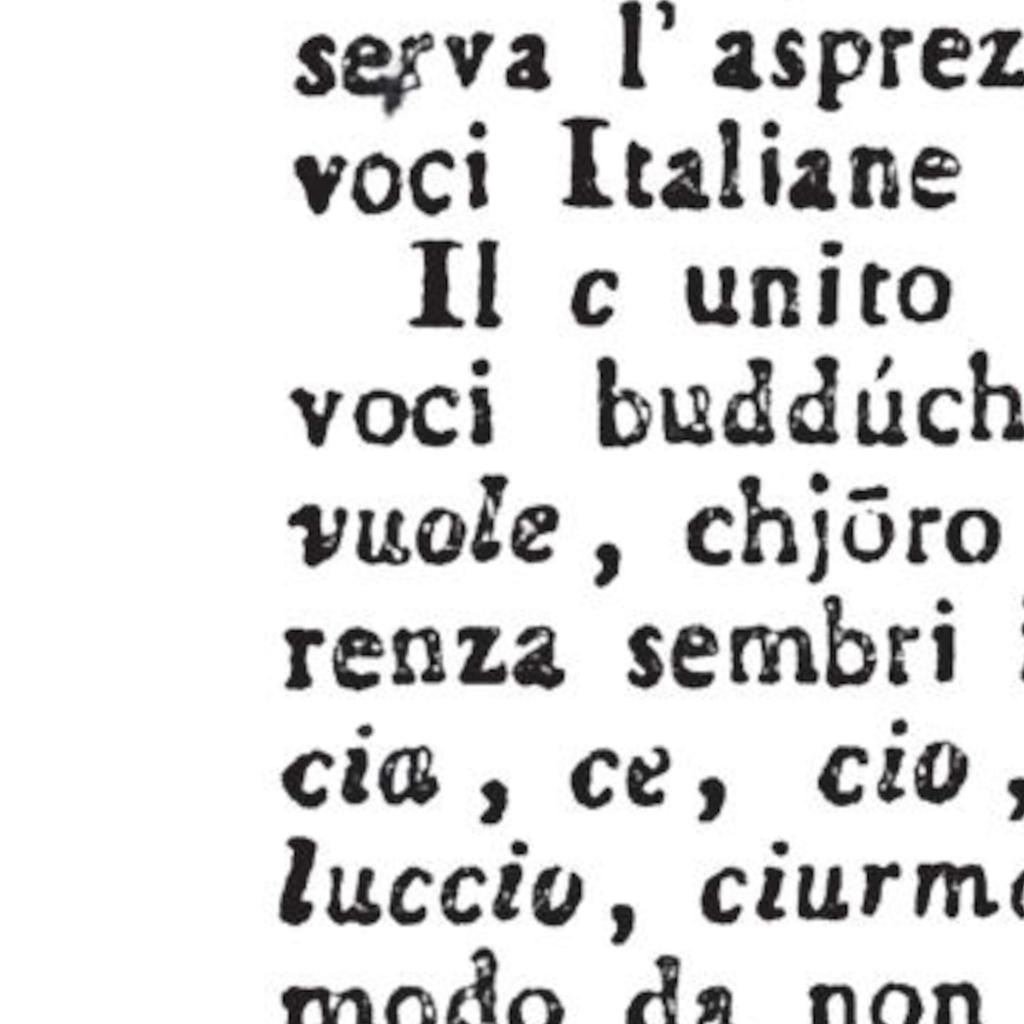 serva l' asprez
voci Italiane
Il c unito
voci buddúch
vuole, chjōro
renza sembri
cia, ce, cio,
luccio, ciurm
modo da non